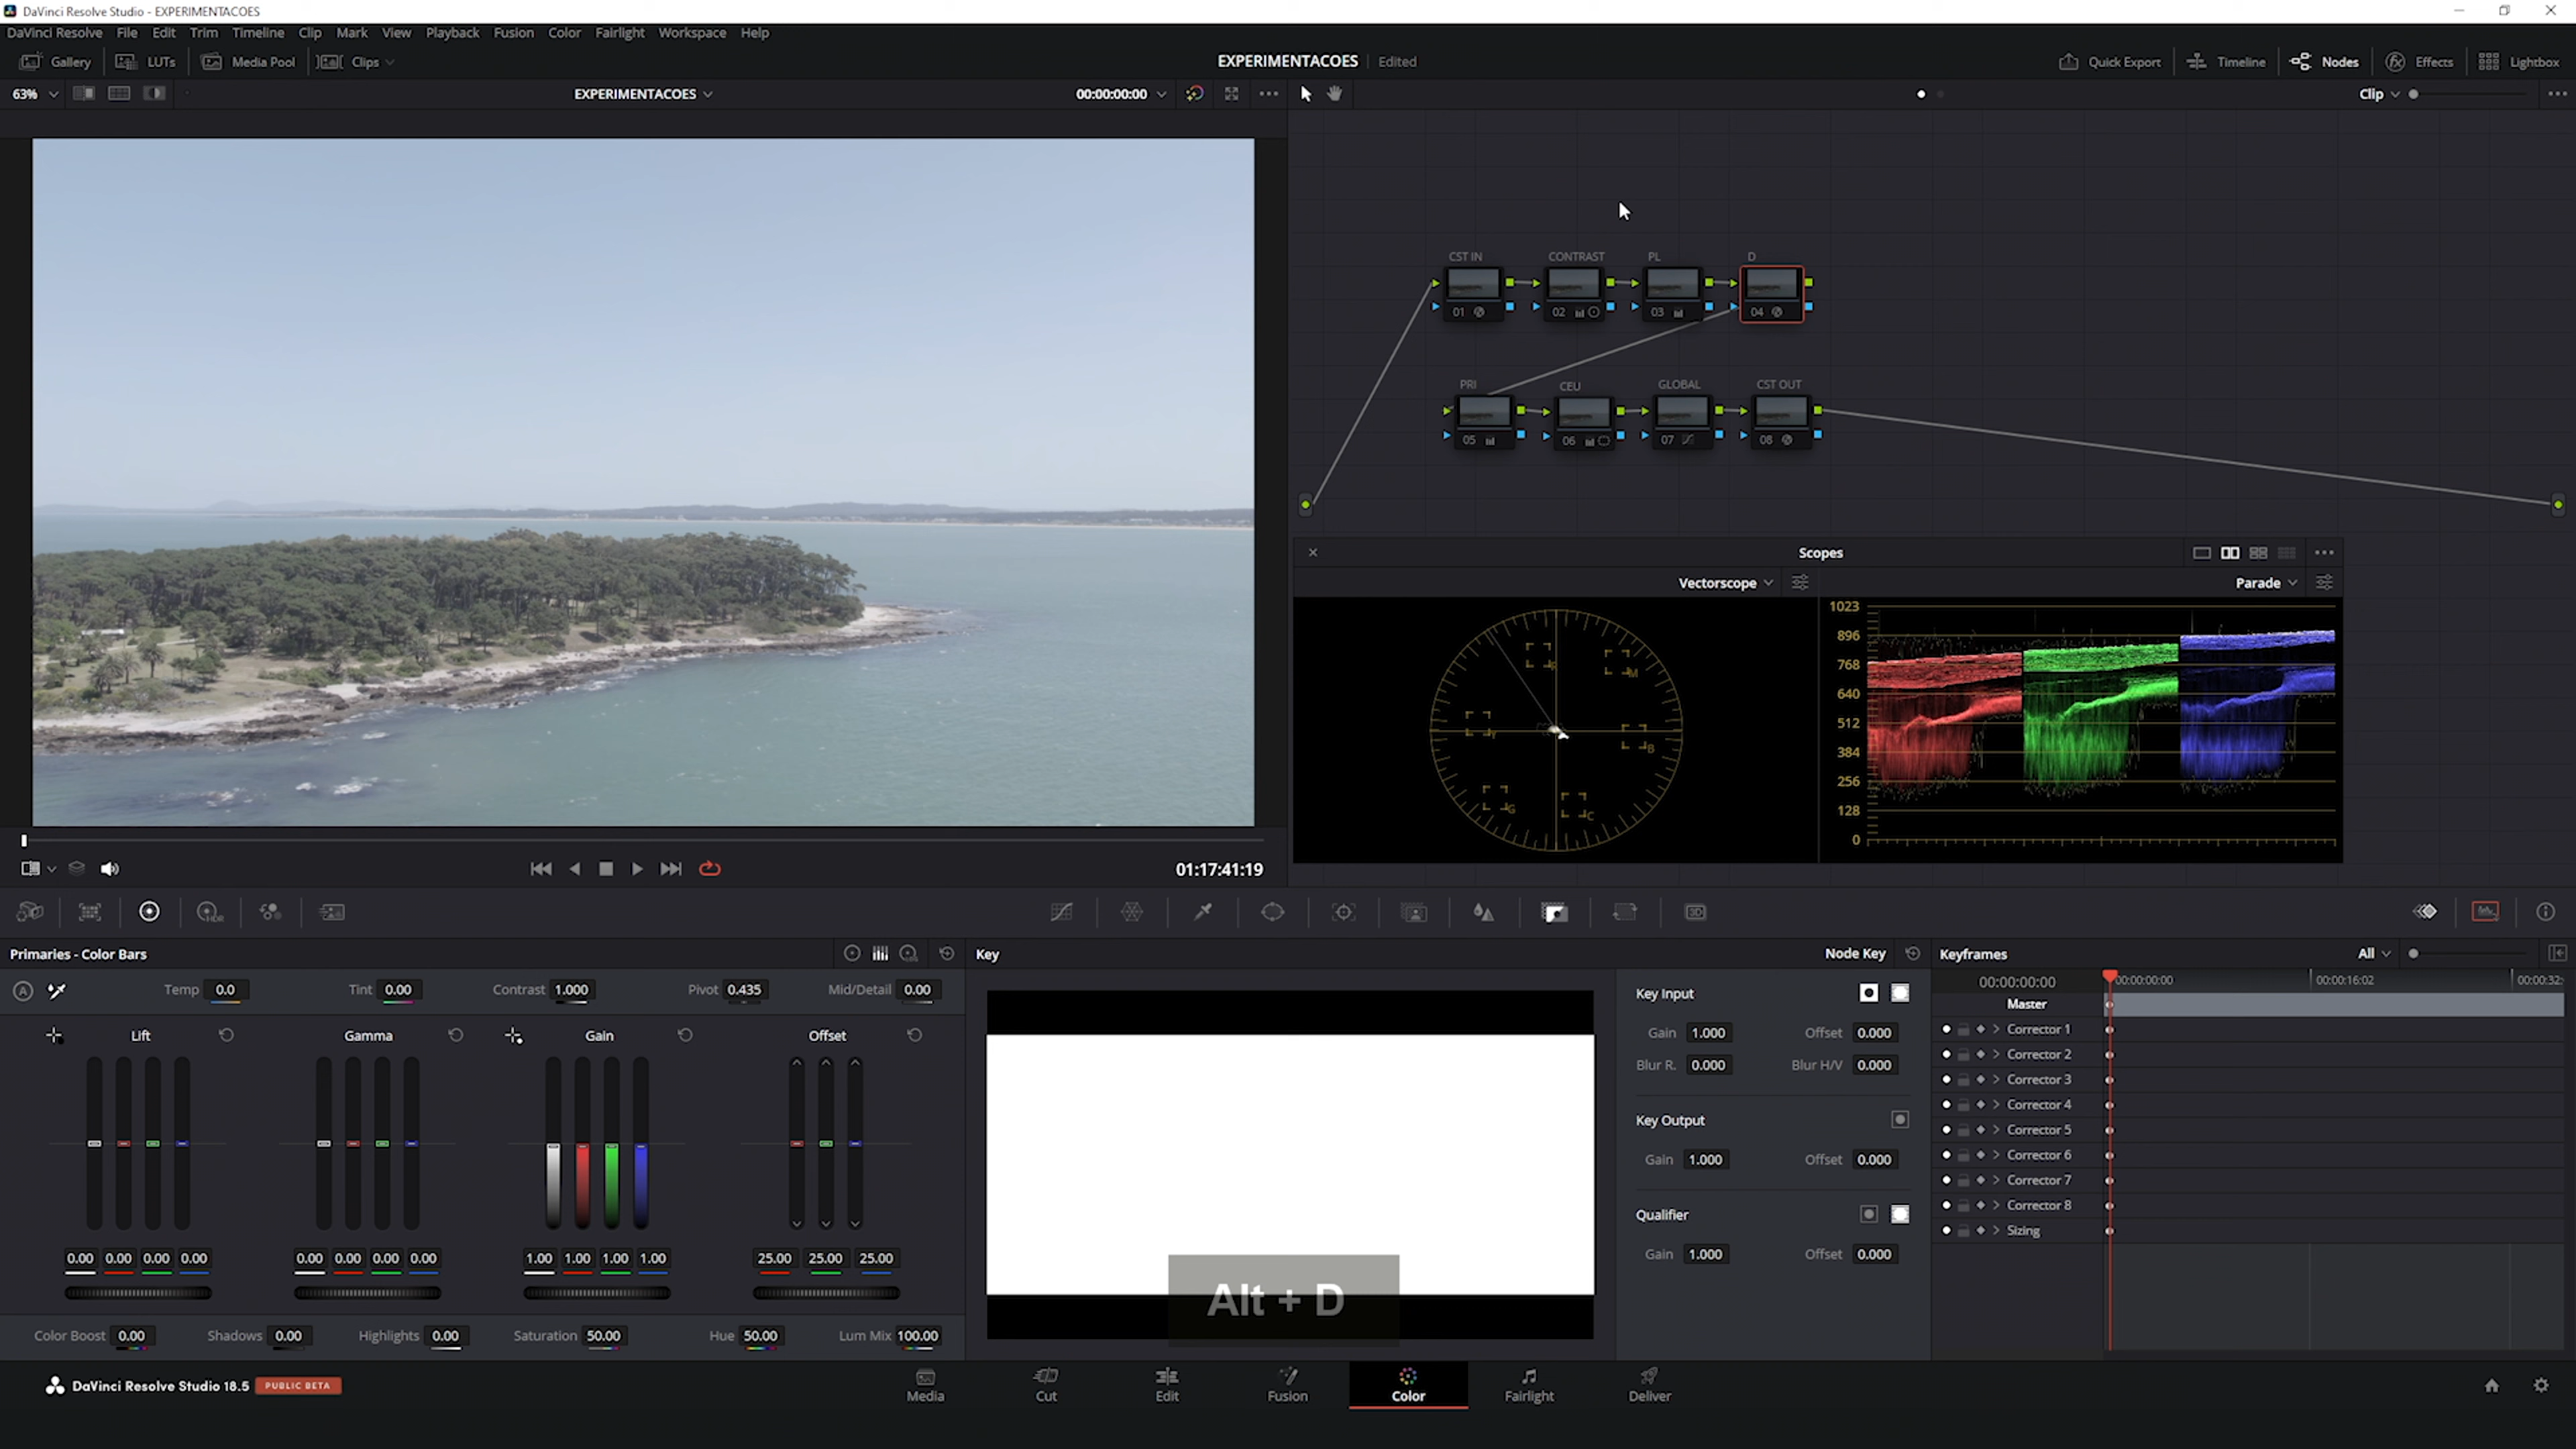 DaVinci Resolve Studio - EXPERIMENTACOES
DaVinci Resolve File Edit Trim Timeline Clip Mark View Playback Fusion Color Fairlight Workspace Help
Gallery LUTs Media Pool Clips EXPERIMENTACOES Edited Quick Export Timeline Nodes Effects Lightbox
63% EXPERIMENTACOES 00:00:00:00 Clip
CST IN CONTRAST PL D
01 02 03 04
PRI CEU GLOBAL CST OUT
05 06 07 08
Scopes
Vectorscope Parade
R M B C G Y
1023
896
768
640
512
384
256
128
0
01:17:41:19
HDR
3D
Primaries - Color Bars
Temp 0.0 Tint 0.00 Contrast 1.000 Pivot 0.435 Mid/Detail 0.00
Lift Gamma Gain Offset
0.00 0.00 0.00 0.00 0.00 0.00 0.00 0.00 1.00 1.00 1.00 1.00 25.00 25.00 25.00
Color Boost 0.00 Shadows 0.00 Highlights 0.00 Saturation 50.00 Hue 50.00 Lum Mix 100.00
Key Node Key
Key Input
Gain 1.000 Offset 0.000
Blur R. 0.000 Blur H/V 0.000
Key Output
Gain 1.000 Offset 0.000
Qualifier
Gain 1.000 Offset 0.000
Alt + D
Keyframes All
00:00:00:00 00:00:00:00 00:00:16:02 00:00:32:
Master
Corrector 1
Corrector 2
Corrector 3
Corrector 4
Corrector 5
Corrector 6
Corrector 7
Corrector 8
Sizing
DaVinci Resolve Studio 18.5 PUBLIC BETA
Media Cut Edit Fusion Color Fairlight Deliver